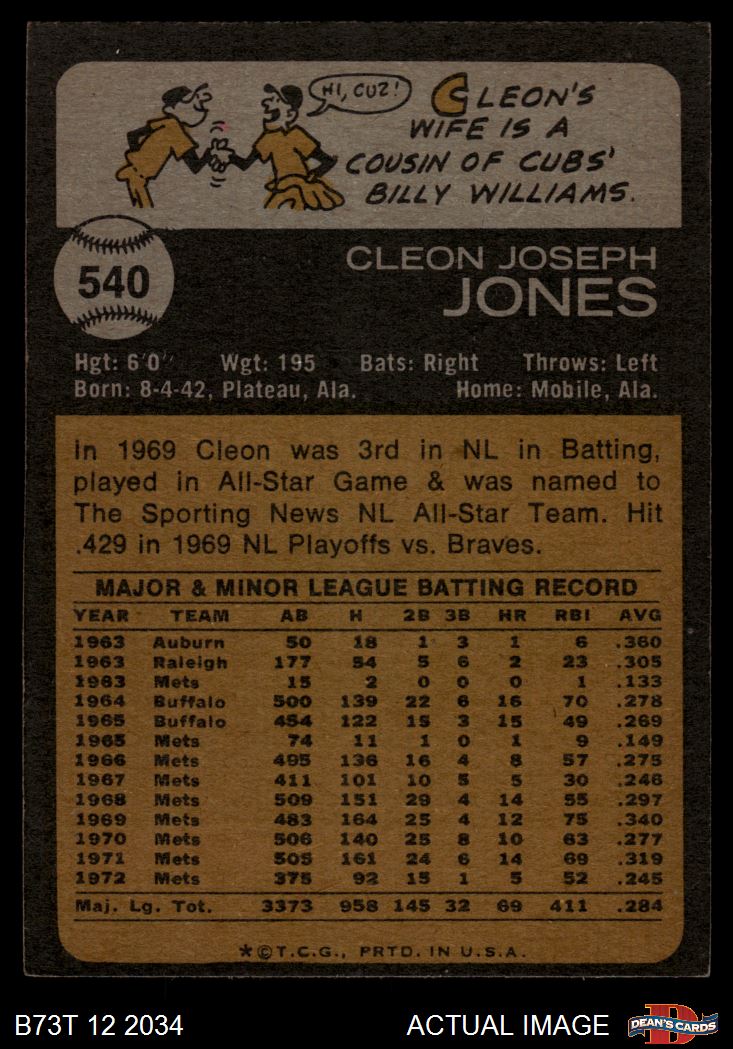 HI, CUZ!
CLEON'S
WIFE IS A
COUSIN OF CUBS'
BILLY WILLIAMS.
540
CLEON JOSEPH
JONES
Hgt: 6'0" Wgt: 195 Bats: Right Throws: Left
Born: 8-4-42, Plateau, Ala. Home: Mobile, Ala.
In 1969 Cleon was 3rd in NL in Batting,
played in All-Star Game & was named to
The Sporting News NL All-Star Team. Hit
.429 in 1969 NL Playoffs vs. Braves.
MAJOR & MINOR LEAGUE BATTING RECORD
YEAR TEAM AB H 2B 3B HR RBI AVG
1963 Auburn 50 18 1 3 1 6 .360
1963 Raleigh 177 54 5 6 2 23 .305
1963 Mets 15 2 0 0 0 1 .133
1964 Buffalo 500 139 22 6 16 70 .278
1965 Buffalo 454 122 15 3 15 49 .269
1965 Mets 74 11 1 0 1 9 .149
1966 Mets 495 136 16 4 8 57 .275
1967 Mets 411 101 10 5 5 30 .246
1968 Mets 509 151 29 4 14 55 .297
1969 Mets 483 164 25 4 12 75 .340
1970 Mets 506 140 25 8 10 63 .277
1971 Mets 505 161 24 6 14 69 .319
1972 Mets 375 92 15 1 5 52 .245
Maj. Lg. Tot. 3373 958 145 32 69 411 .284
*©T.C.G., PRTD. IN U.S.A.
B73T 12 2034 ACTUAL IMAGE DEAN'S CARDS